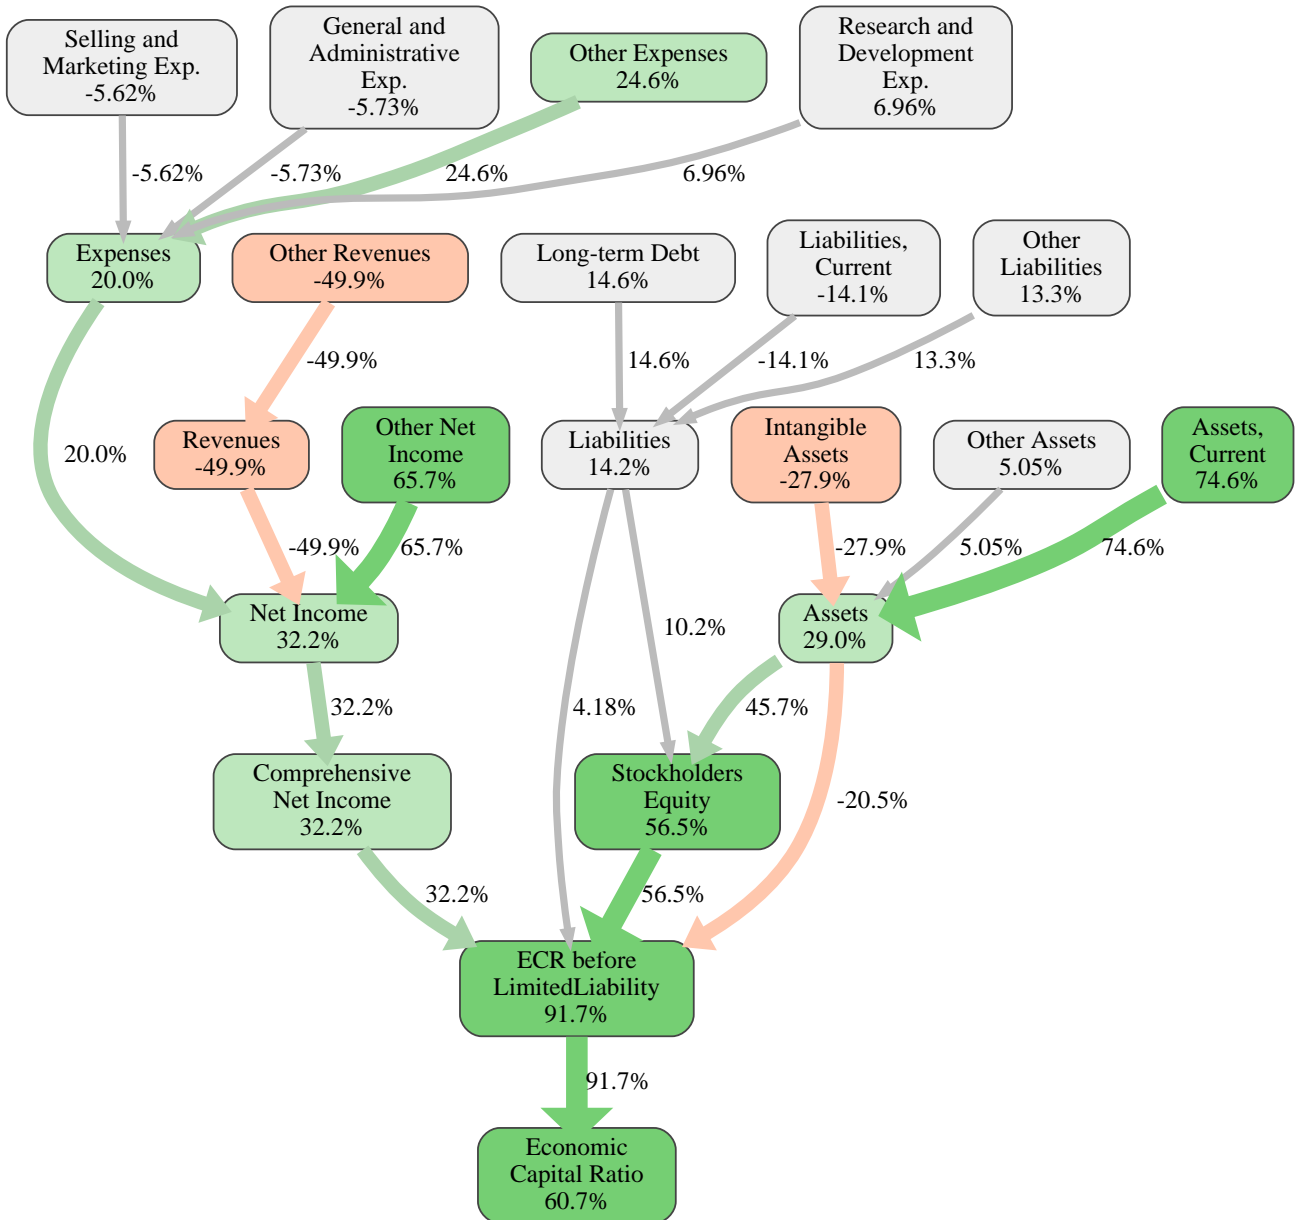 Selling and
Marketing Exp.
-5.62%
General and
Administrative
Exp.
-5.73%
Other Expenses
24.6%
Research and
Development
Exp.
6.96%
-5.62%
-5.73%
24.6%
6.96%
Expenses
20.0%
Other Revenues
-49.9%
Long-term Debt
14.6%
Liabilities,
Current
-14.1%
Other
Liabilities
13.3%
-49.9%
14.6%
-14.1%
13.3%
20.0%
Revenues
-49.9%
Other Net
Income
65.7%
Liabilities
14.2%
Intangible
Assets
-27.9%
Other Assets
5.05%
Assets,
Current
74.6%
-49.9%
65.7%
-27.9%
5.05%
74.6%
Net Income
32.2%
10.2%
Assets
29.0%
32.2%
4.18%
45.7%
Comprehensive
Net Income
32.2%
Stockholders
Equity
56.5%
-20.5%
32.2%
56.5%
ECR before
LimitedLiability
91.7%
91.7%
Economic
Capital Ratio
60.7%